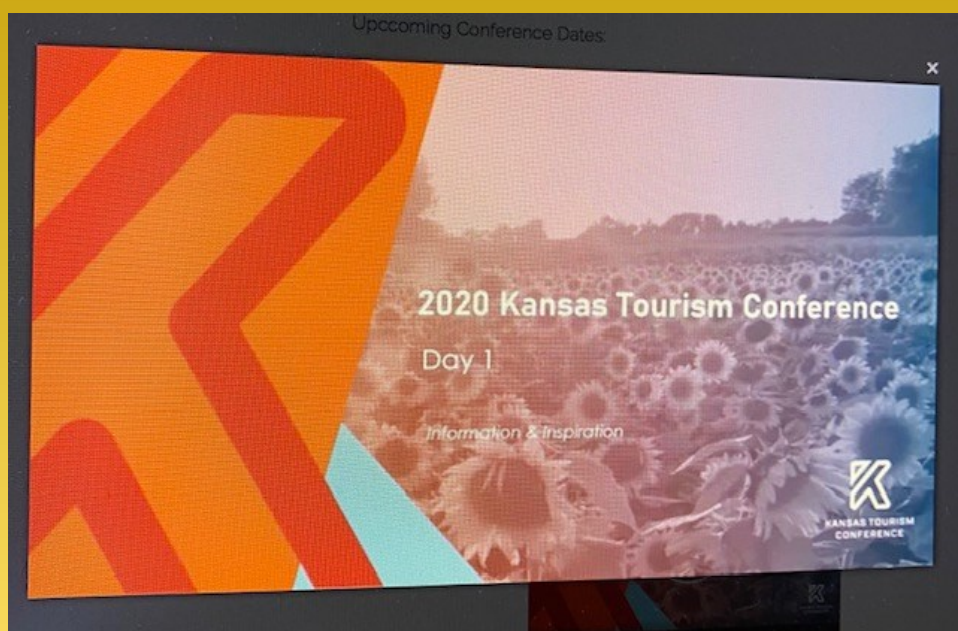 Upccoming Conference Dates:
×
2020 Kansas Tourism Conference
Day 1
Information & Inspiration
KANSAS TOURISM
CONFERENCE